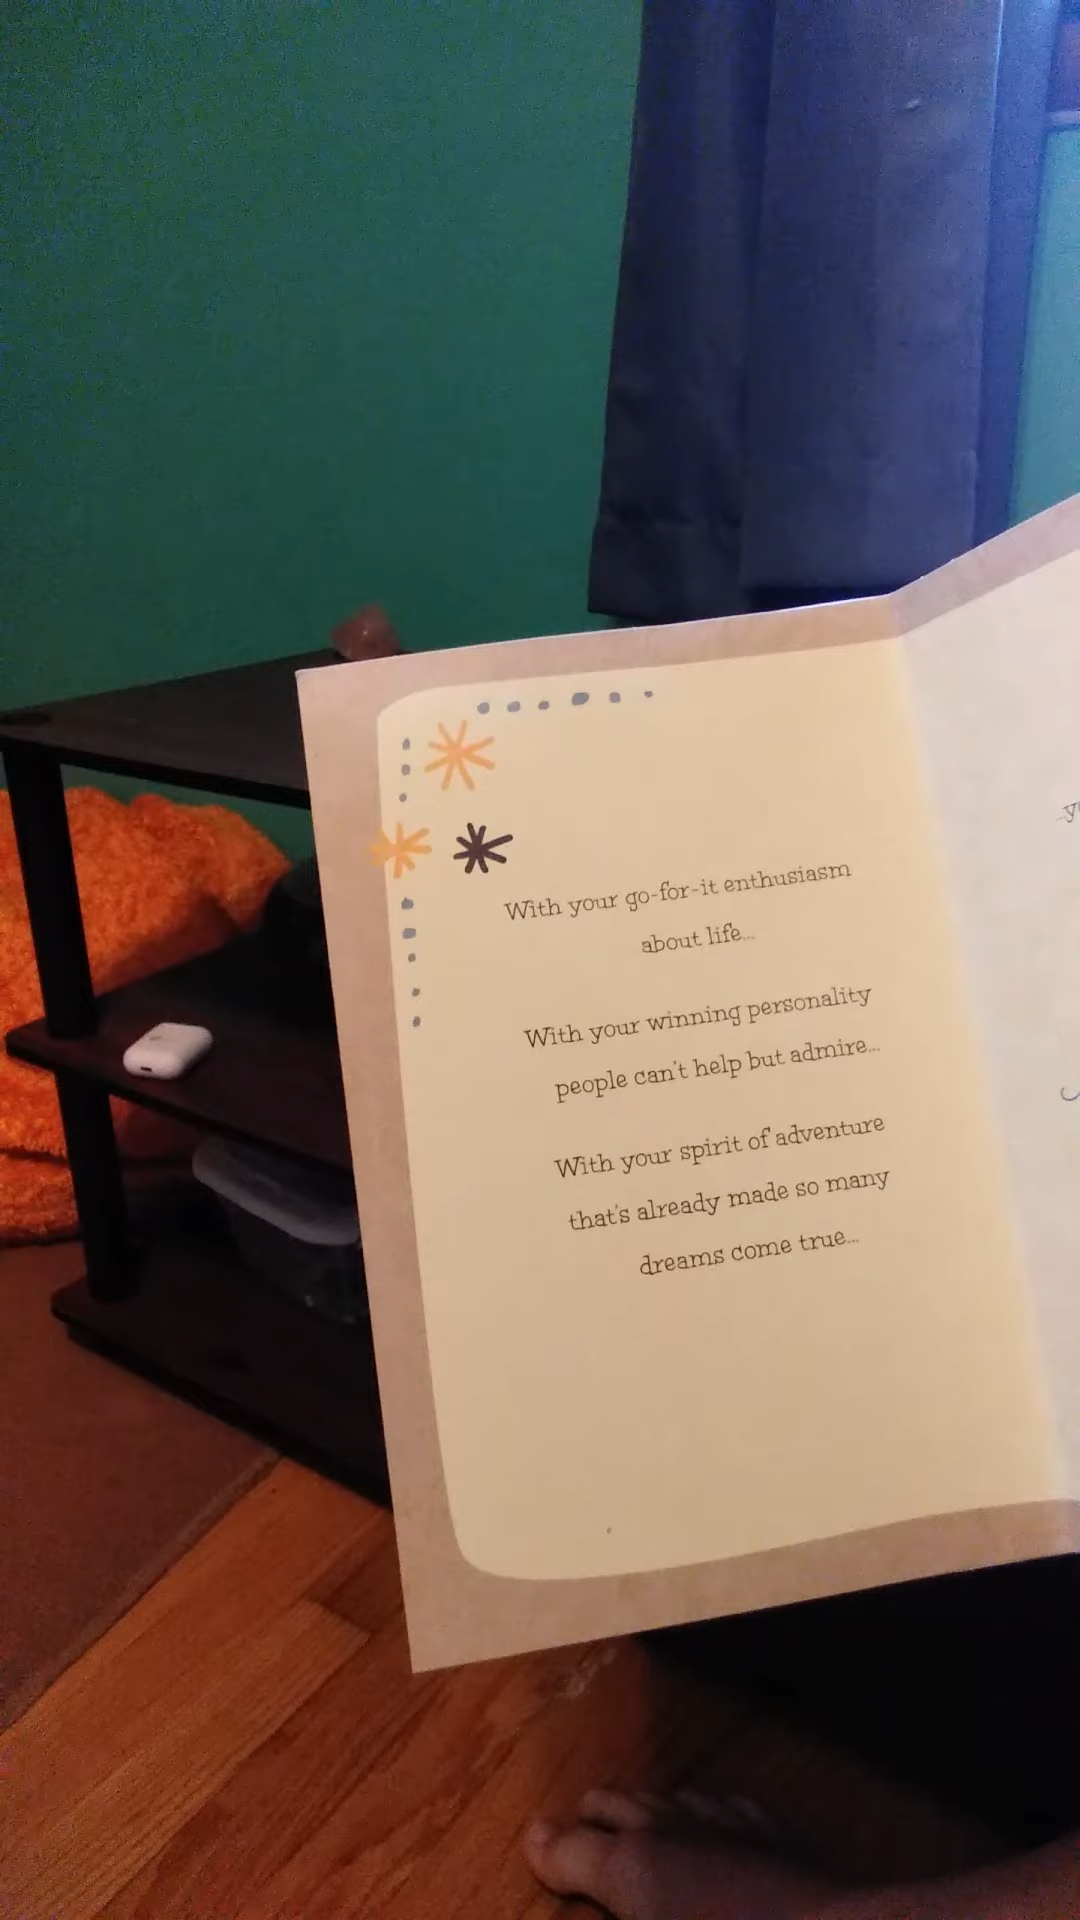 With your go-for-it enthusiasm
about life...
With your winning personality
people can't help but admire...
With your spirit of adventure
that's already made so many
dreams come true...